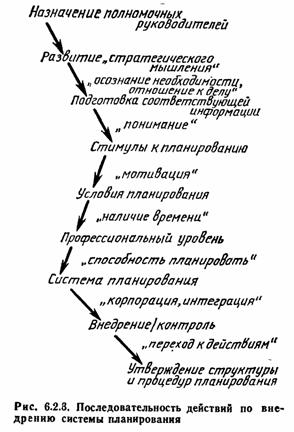 Назначение полномочных
руководителей
Развитие „стратегического
мышления“
„осознание необходимости,
отношение к делу“
Подготовка соответствующей
информации
„понимание“
Стимулы к планированию
„мотивация“
Условия планирования
„наличие времени“
Профессиональный уровень
„способность планировать“
Система планирования
„корпорация, интеграция“
Внедрение/контроль
„переход к действиям“
Утверждение структуры
и процедур планирования
Рис. 6.2.8. Последовательность действий по вне-
дрению системы планирования